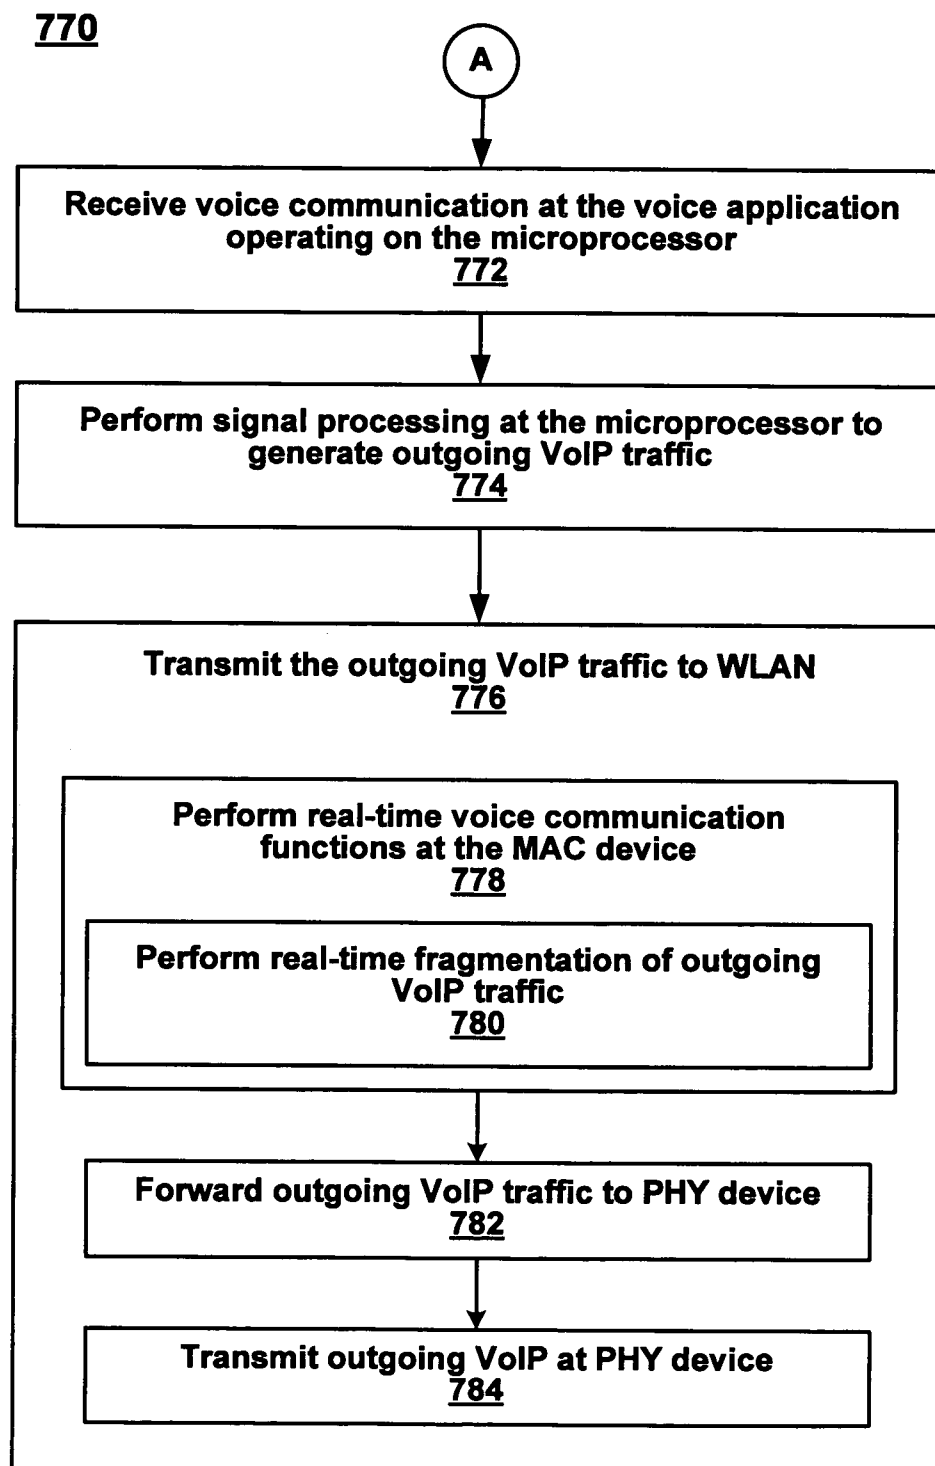 770
A
Receive voice communication at the voice application
operating on the microprocessor
772
Perform signal processing at the microprocessor to
generate outgoing VoIP traffic
774
Transmit the outgoing VoIP traffic to WLAN
776
Perform real-time voice communication
functions at the MAC device
778
Perform real-time fragmentation of outgoing
VoIP traffic
780
Forward outgoing VoIP traffic to PHY device
782
Transmit outgoing VoIP at PHY device
784